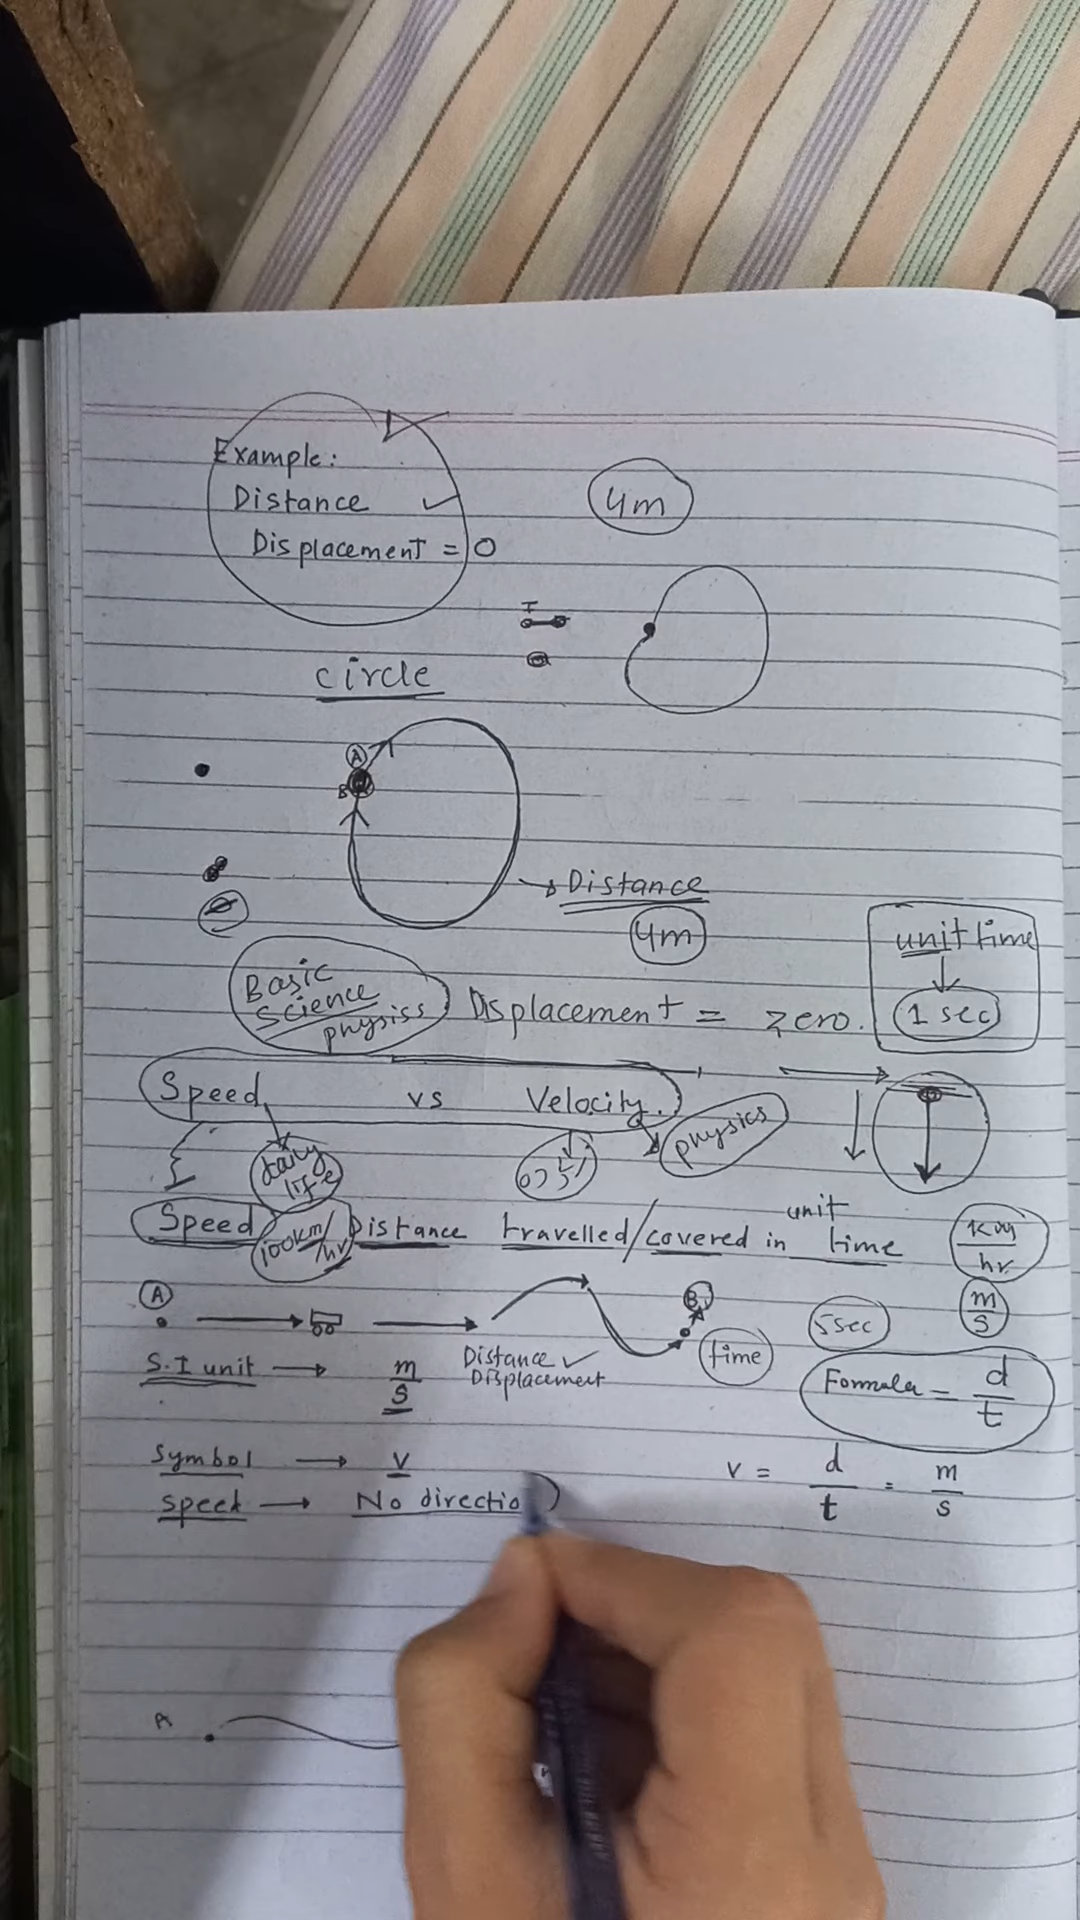 Example:
Distance
Displacement = 0
4m
I
circle
A
B
Distance
4m
unit time
1 sec
Basic
Science
physiss
Displacement = zero.
Speed vs Velocity.
daily
life
physics
Speed
100km/
hr
Distance travelled/covered in unit time
km
hr
m
s
A
B
5sec
time
Distance
Displacement
S.I unit → m
s
Formula = d
t
Symbol → v
v = d
t
= m
s
speed → No directio
A